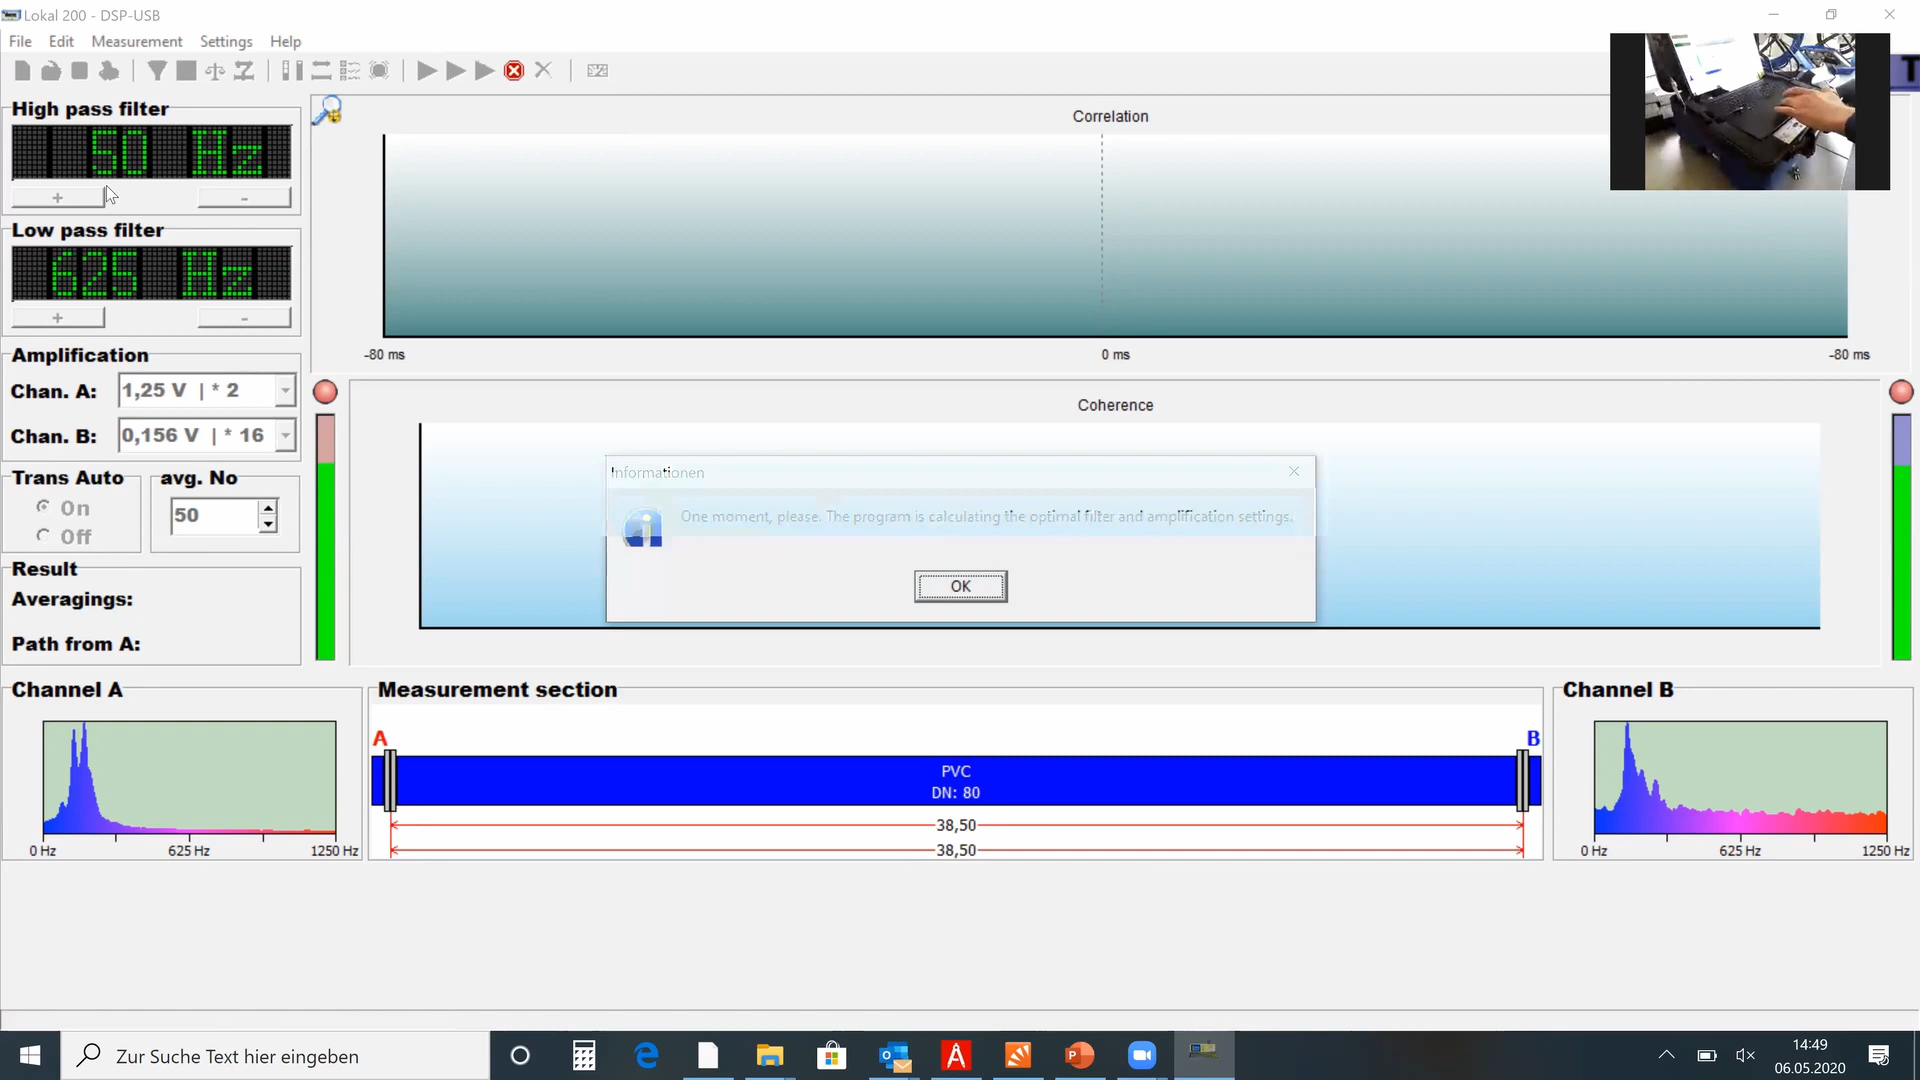 Lokal 200 - DSP-USB
File Edit Measurement Settings Help
T
High pass filter
50 Hz
+ -
Low pass filter
625 Hz
+ -
Amplification
Chan. A: 1,25 V | * 2
Chan. B: 0,156 V | * 16
Trans Auto
On
Off
avg. No
50
Result
Averagings:
Path from A:
Correlation
-80 ms 0 ms -80 ms
Coherence
Informationen
One moment, please. The program is calculating the optimal filter and amplification settings.
OK
Channel A
0 Hz 625 Hz 1250 Hz
Measurement section
A B
PVC
DN: 80
38,50
38,50
Channel B
0 Hz 625 Hz 1250 Hz
Zur Suche Text hier eingeben
14:49
06.05.2020